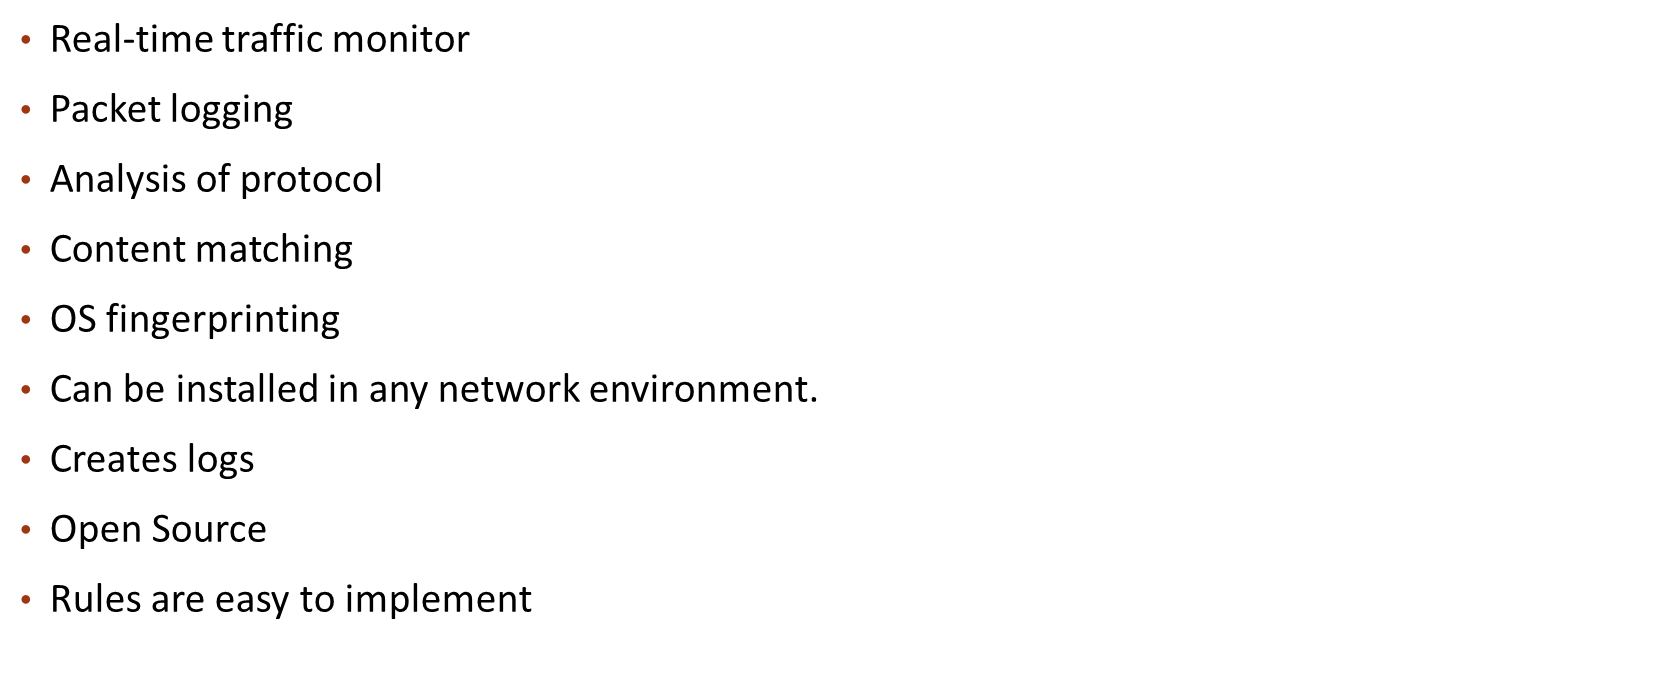 • Real-time traffic monitor
• Packet logging
• Analysis of protocol
• Content matching
• OS fingerprinting
• Can be installed in any network environment.
• Creates logs
• Open Source
• Rules are easy to implement